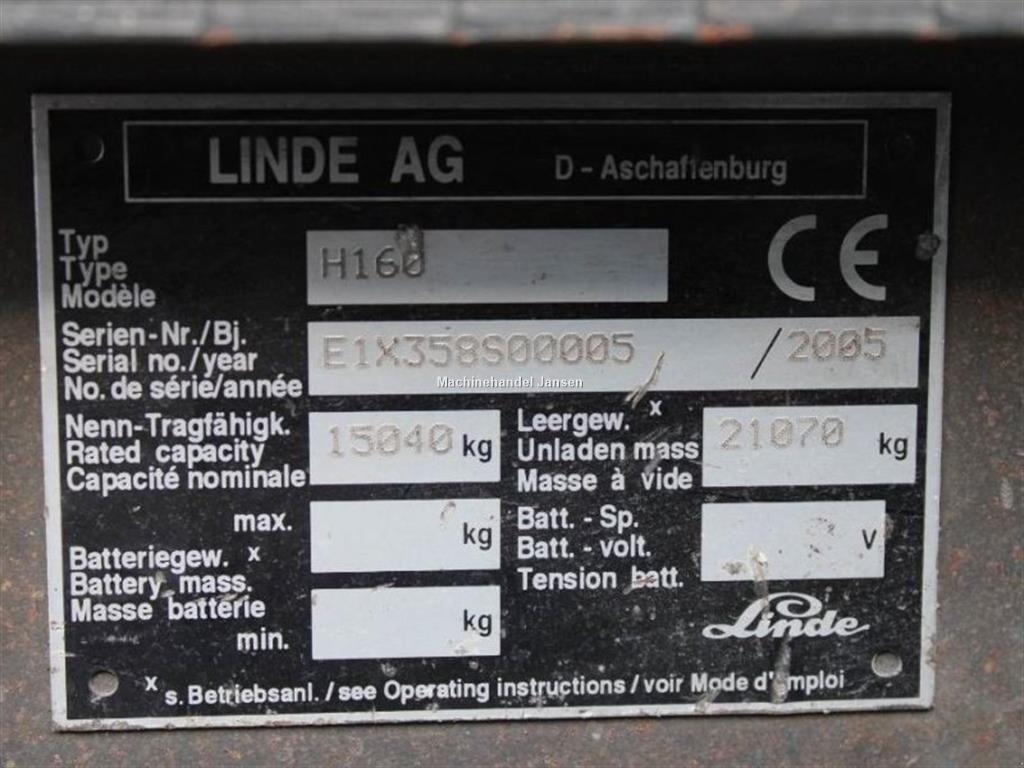 LINDE AG D - Aschaffenburg
Typ
Type
Modèle
H160
CE
Serien-Nr./Bj.
Serial no./year
No. de série/année
E1X358S00005 / 2005
Machinehandel Jansen
Nenn-Tragfähigk.
Rated capacity
Capacité nominale
15040 kg
Leergew. x
Unladen mass
Masse à vide
21070 kg
max.
kg
Batteriegew. x
Battery mass.
Masse batterie
min.
kg
Batt. - Sp.
Batt. - volt.
Tension batt.
V
Linde
x s. Betriebsanl. / see Operating instructions / voir Mode d'emploi